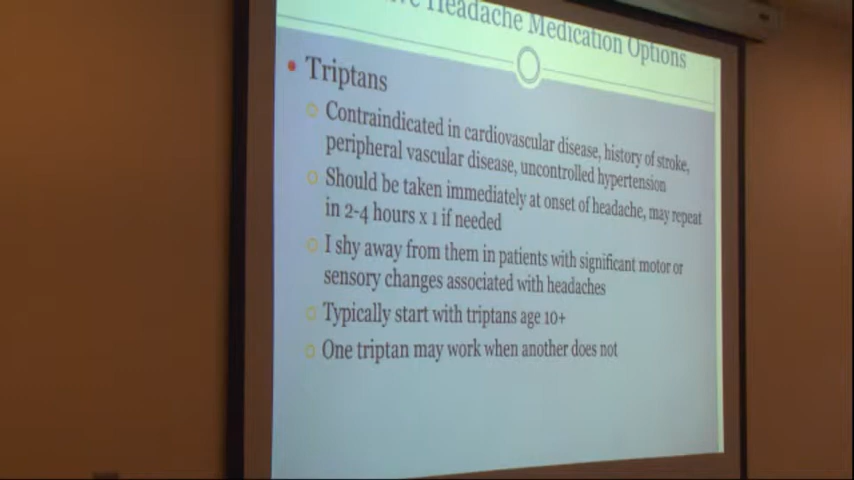 Headache Medication Options
Triptans
Contraindicated in cardiovascular disease, history of stroke,
peripheral vascular disease, uncontrolled hypertension
Should be taken immediately at onset of headache, may repeat
in 2-4 hours x 1 if needed
I shy away from them in patients with significant motor or
sensory changes associated with headaches
Typically start with triptans age 10+
One triptan may work when another does not